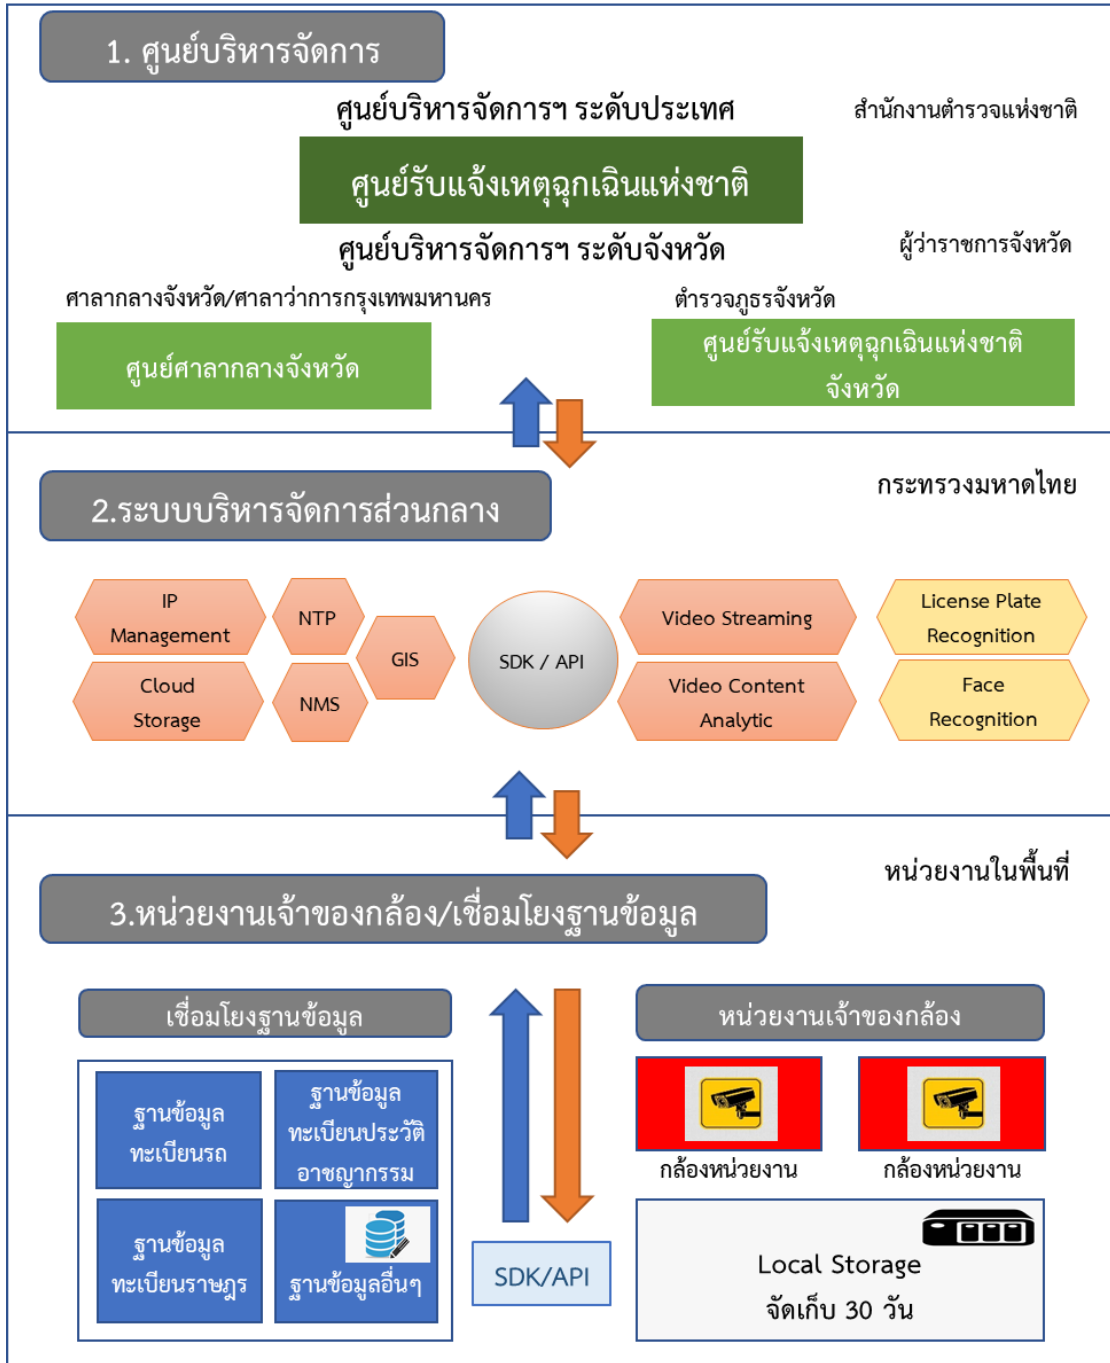 1. ศูนย์บริหารจัดการ
ศูนย์บริหารจัดการฯ ระดับประเทศ
สำนักงานตำรวจแห่งชาติ
ศูนย์รับแจ้งเหตุฉุกเฉินแห่งชาติ
ศูนย์บริหารจัดการฯ ระดับจังหวัด
ผู้ว่าราชการจังหวัด
ศาลากลางจังหวัด/ศาลาว่าการกรุงเทพมหานคร
ตำรวจภูธรจังหวัด
ศูนย์ศาลากลางจังหวัด
ศูนย์รับแจ้งเหตุฉุกเฉินแห่งชาติ
จังหวัด
กระทรวงมหาดไทย
2.ระบบบริหารจัดการส่วนกลาง
IP
Management
NTP
GIS
Cloud
Storage
NMS
SDK / API
Video Streaming
Video Content
Analytic
License Plate
Recognition
Face
Recognition
หน่วยงานในพื้นที่
3.หน่วยงานเจ้าของกล้อง/เชื่อมโยงฐานข้อมูล
เชื่อมโยงฐานข้อมูล
ฐานข้อมูล
ทะเบียนรถ
ฐานข้อมูล
ทะเบียนประวัติ
อาชญากรรม
ฐานข้อมูล
ทะเบียนราษฎร
ฐานข้อมูลอื่นๆ
SDK/API
หน่วยงานเจ้าของกล้อง
กล้องหน่วยงาน
กล้องหน่วยงาน
Local Storage
จัดเก็บ 30 วัน